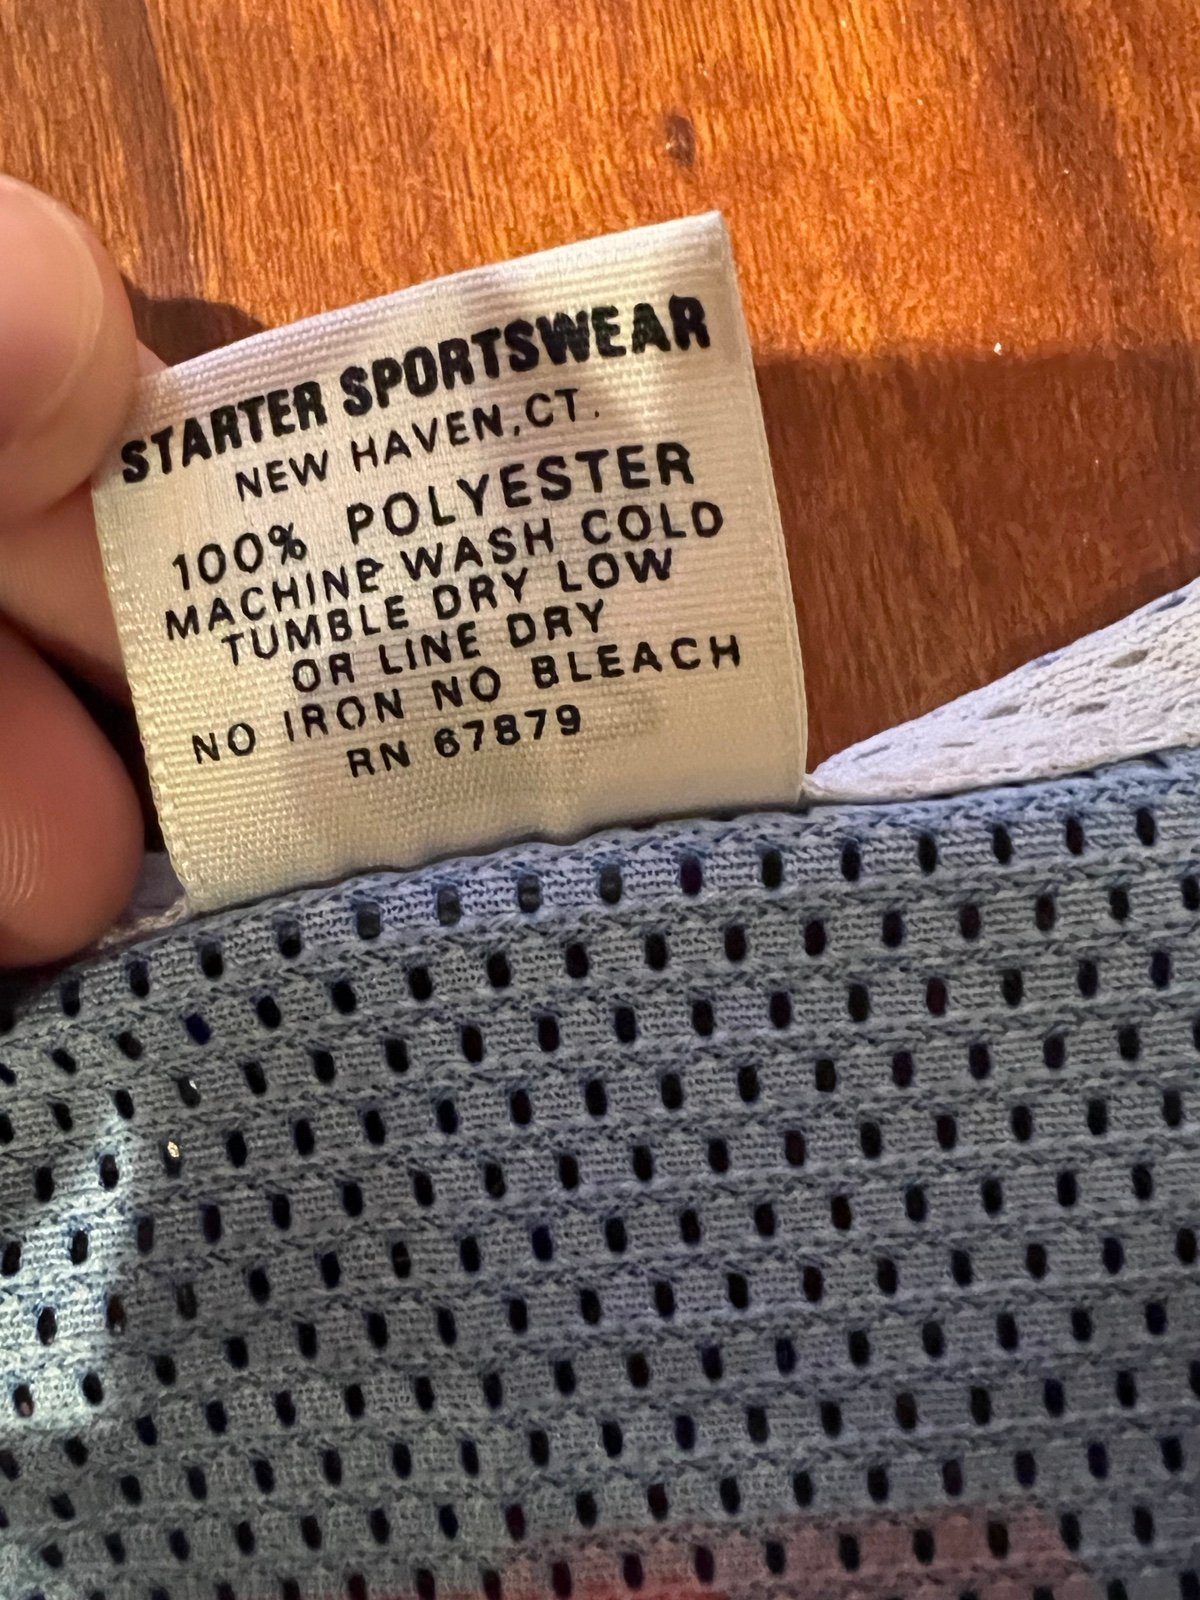 STARTER SPORTSWEAR
NEW HAVEN, CT.
100% POLYESTER
MACHINE WASH COLD
TUMBLE DRY LOW
OR LINE DRY
NO IRON NO BLEACH
RN 67879